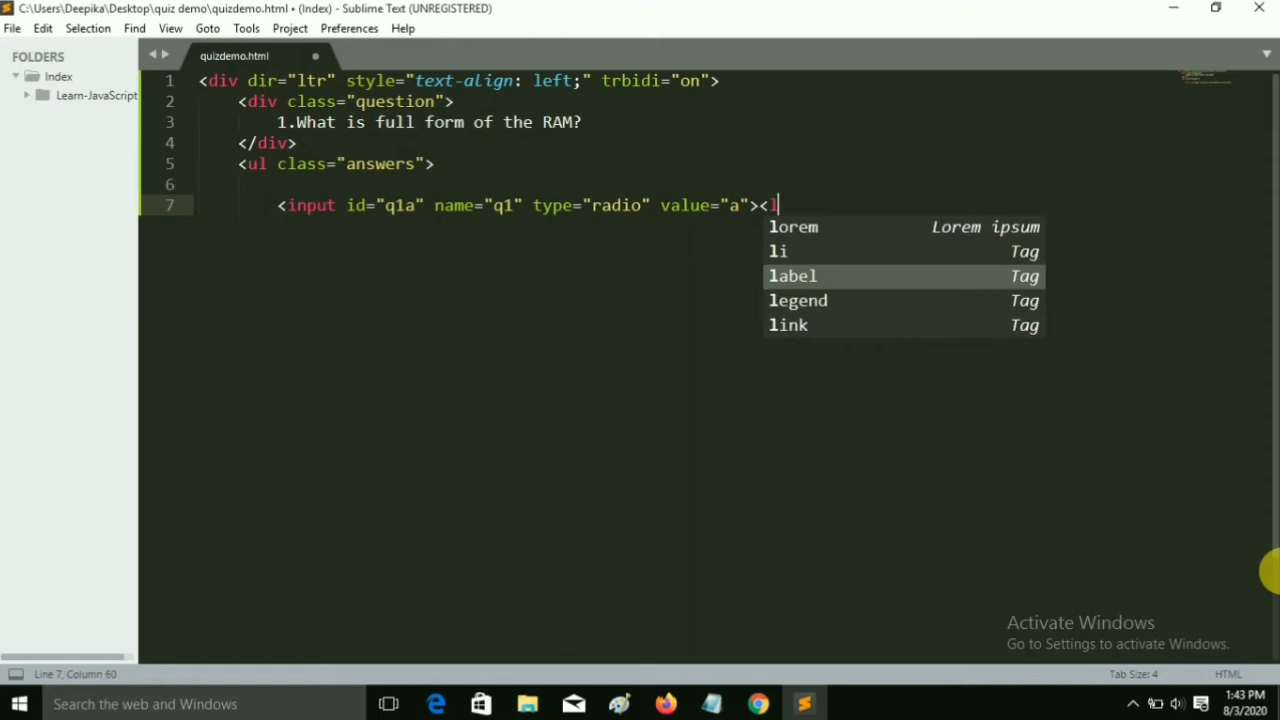 C:\Users\Deepika\Desktop\quiz demo\quizdemo.html • (Index) - Sublime Text (UNREGISTERED)
File Edit Selection Find View Goto Tools Project Preferences Help
FOLDERS
Index
Learn-JavaScript
quizdemo.html
1 <div dir="ltr" style="text-align: left;" trbidi="on">
2 <div class="question">
3 1.What is full form of the RAM?
4 </div>
5 <ul class="answers">
6
7 <input id="q1a" name="q1" type="radio" value="a"><l
lorem Lorem ipsum
li Tag
label Tag
legend Tag
link Tag
Activate Windows
Go to Settings to activate Windows.
Line 7, Column 60 Tab Size: 4 HTML
Search the web and Windows
1:43 PM
8/3/2020